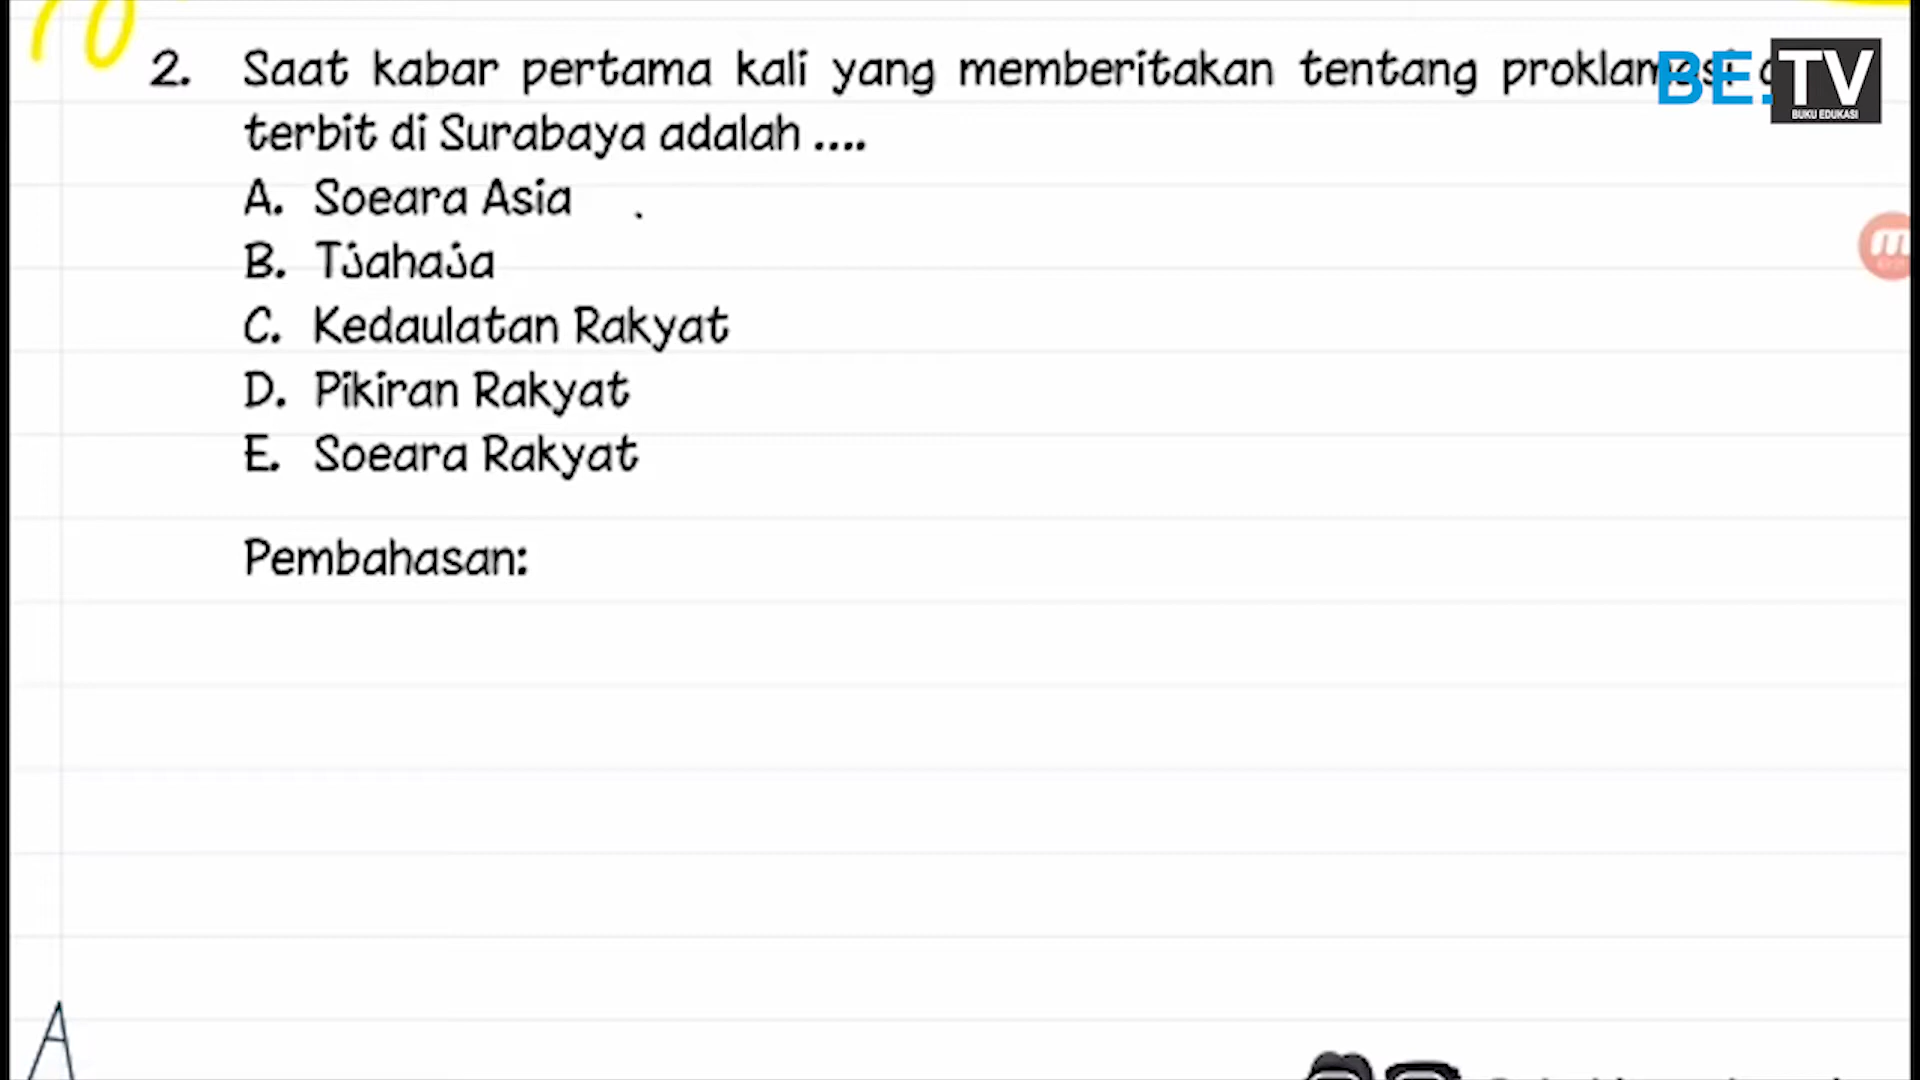 2. Saat kabar pertama kali yang memberitakan tentang proklamasi
BE.TV
BUKU EDUKASI
terbit di Surabaya adalah ....
A. Soeara Asia
B. Tjahaja
C. Kedaulatan Rakyat
D. Pikiran Rakyat
E. Soeara Rakyat
Pembahasan:
A